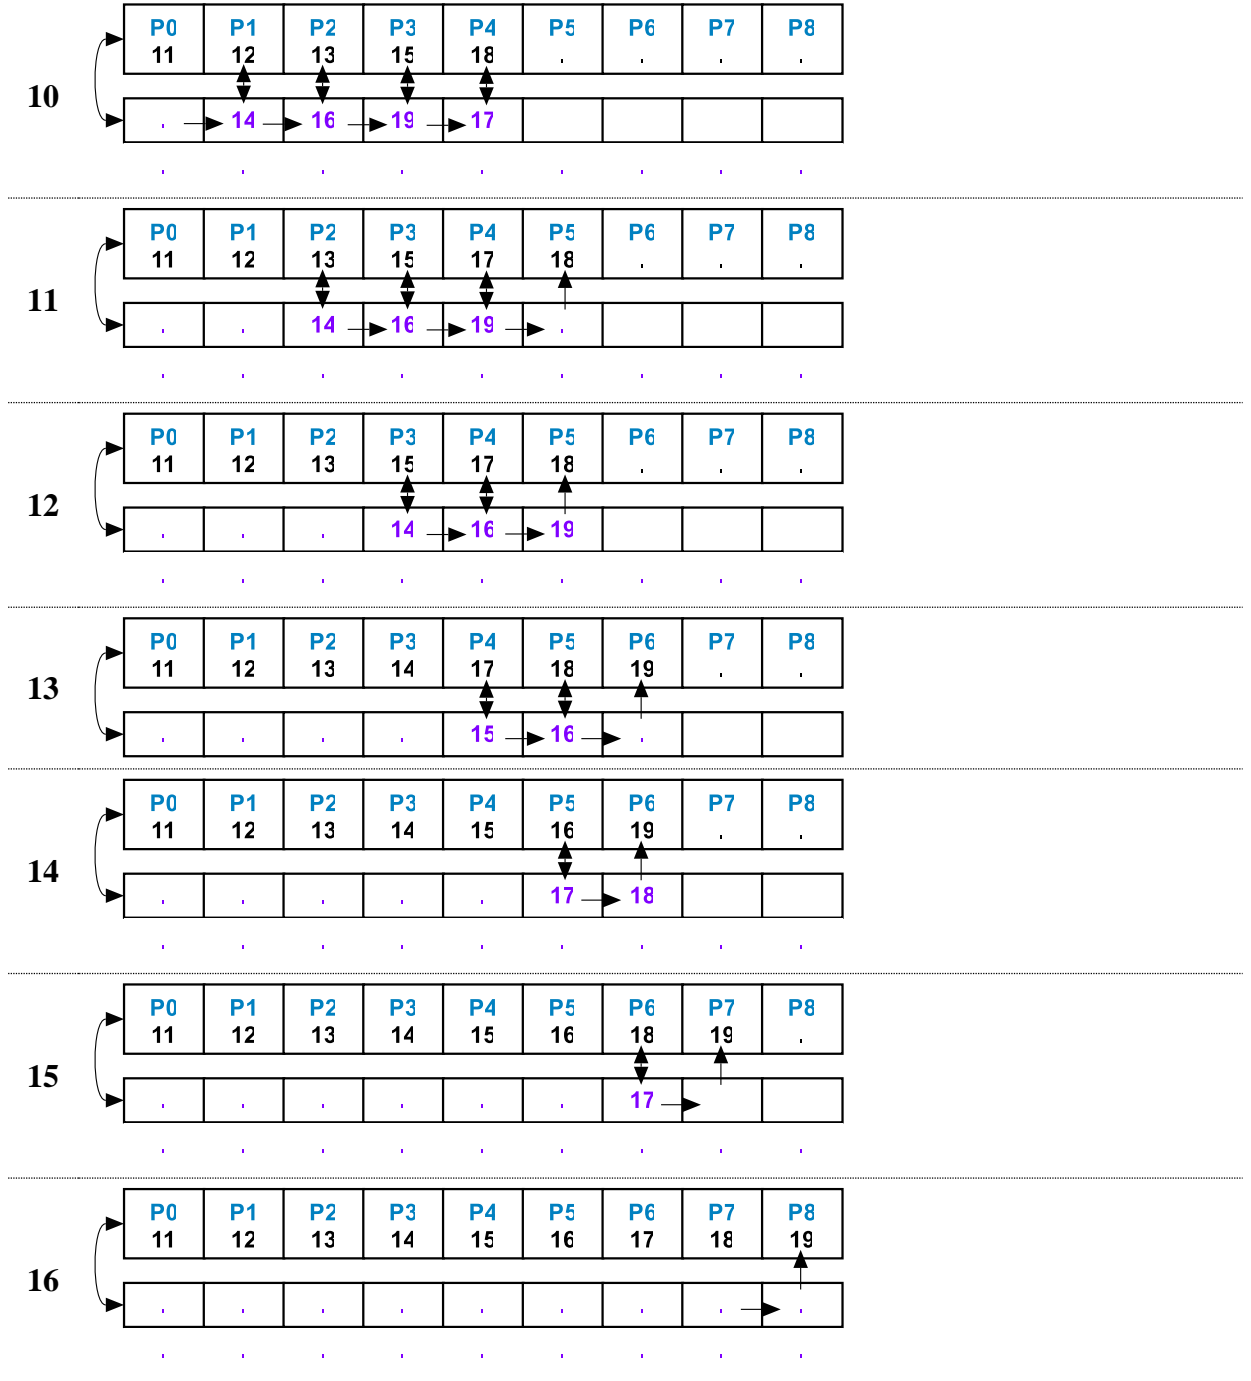 P0 P1 P2 P3 P4 P5 P6 P7 P8
11 12 13 15 18 . . . .
10
. 14 16 19 17
. . . . . . . . .
P0 P1 P2 P3 P4 P5 P6 P7 P8
11 12 13 15 17 18 . . .
11
. . 14 16 19 .
. . . . . . . . .
P0 P1 P2 P3 P4 P5 P6 P7 P8
11 12 13 15 17 18 . . .
12
. . . 14 16 19
. . . . . . . . .
P0 P1 P2 P3 P4 P5 P6 P7 P8
11 12 13 14 17 18 19 . .
13
. . . . 15 16 .
P0 P1 P2 P3 P4 P5 P6 P7 P8
11 12 13 14 15 16 19 . .
14
. . . . . 17 18
. . . . . . . . .
P0 P1 P2 P3 P4 P5 P6 P7 P8
11 12 13 14 15 16 18 19 .
15
. . . . . . 17
. . . . . . . . .
P0 P1 P2 P3 P4 P5 P6 P7 P8
11 12 13 14 15 16 17 18 19
16
. . . . . . . . .
. . . . . . . . .